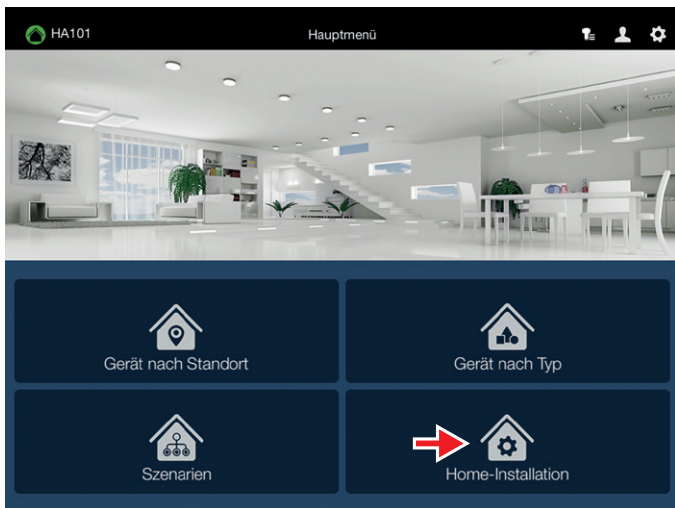 HA101
Hauptmenü
Gerät nach Standort
Gerät nach Typ
Szenarien
Home-Installation